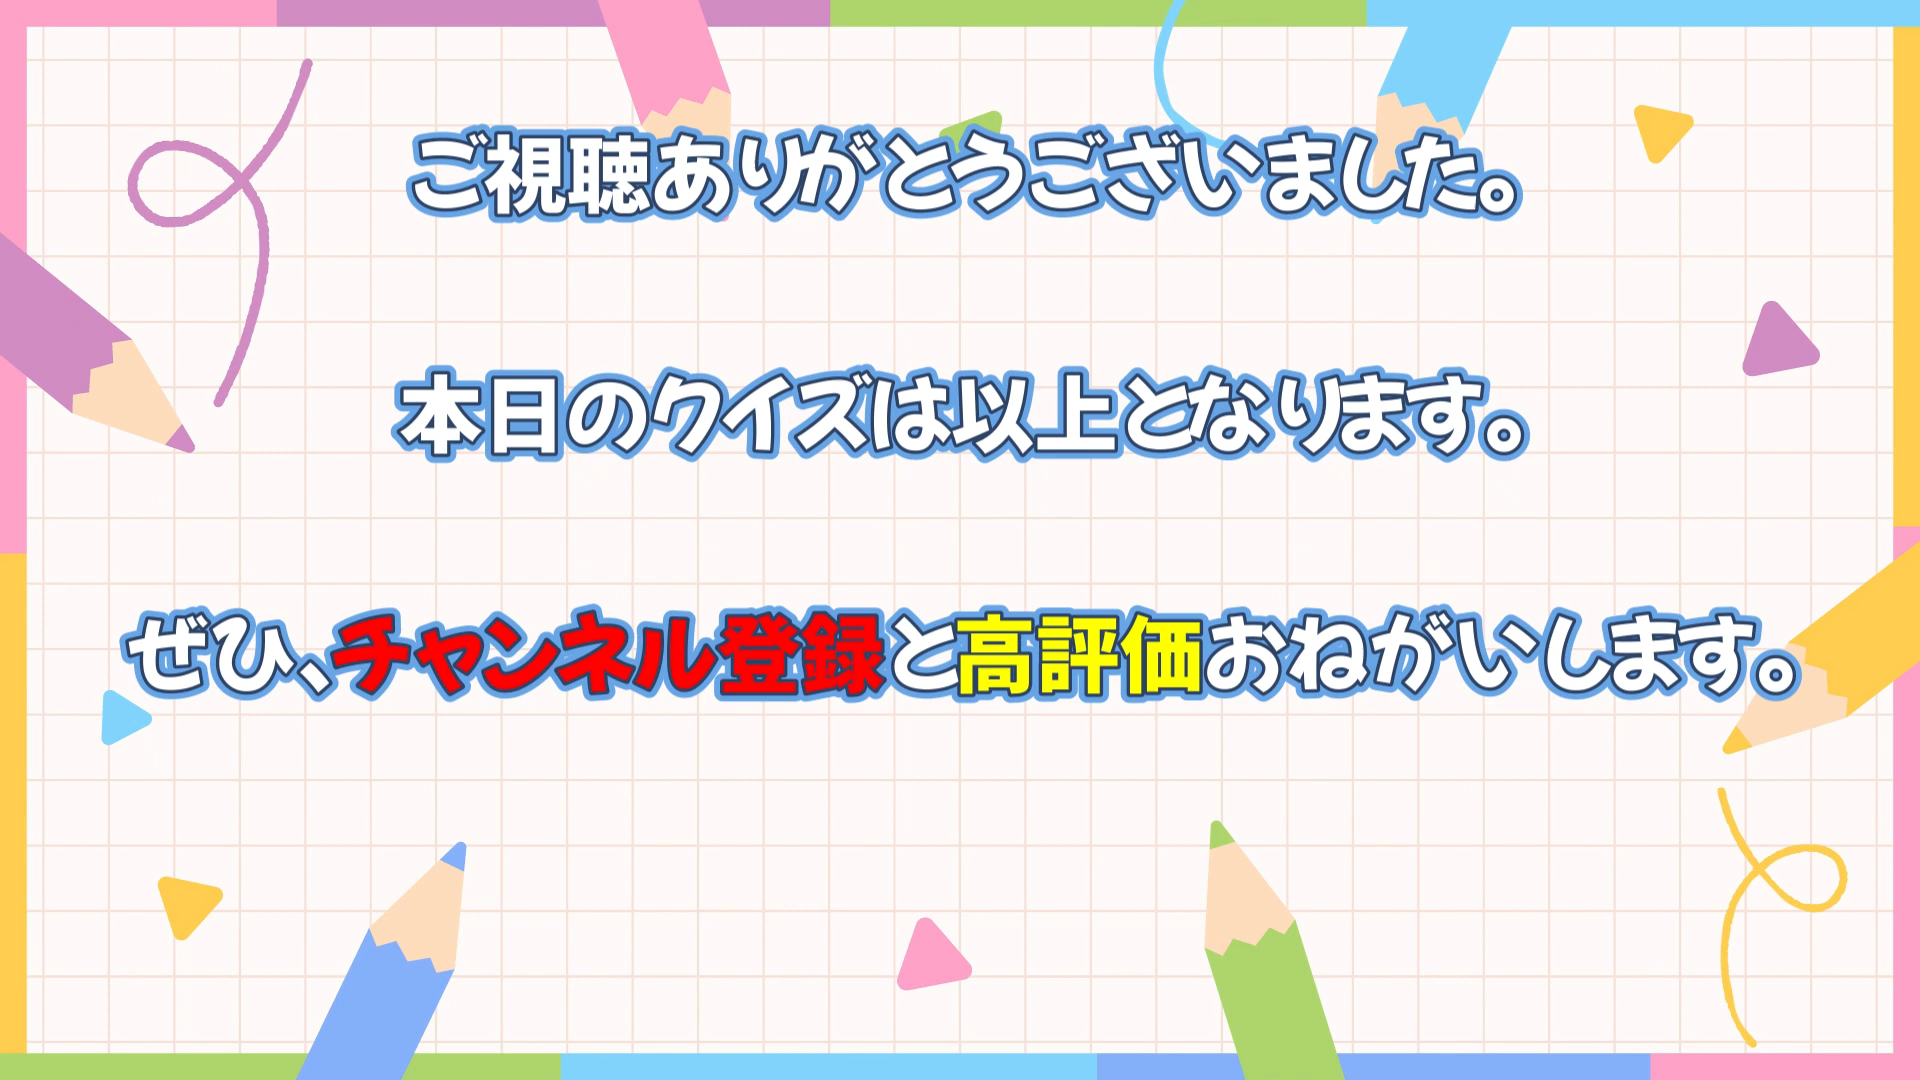 ご視聴ありがとうございました。
本日のクイズは以上となります。
ぜひ、チャンネル登録と高評価おねがいします。